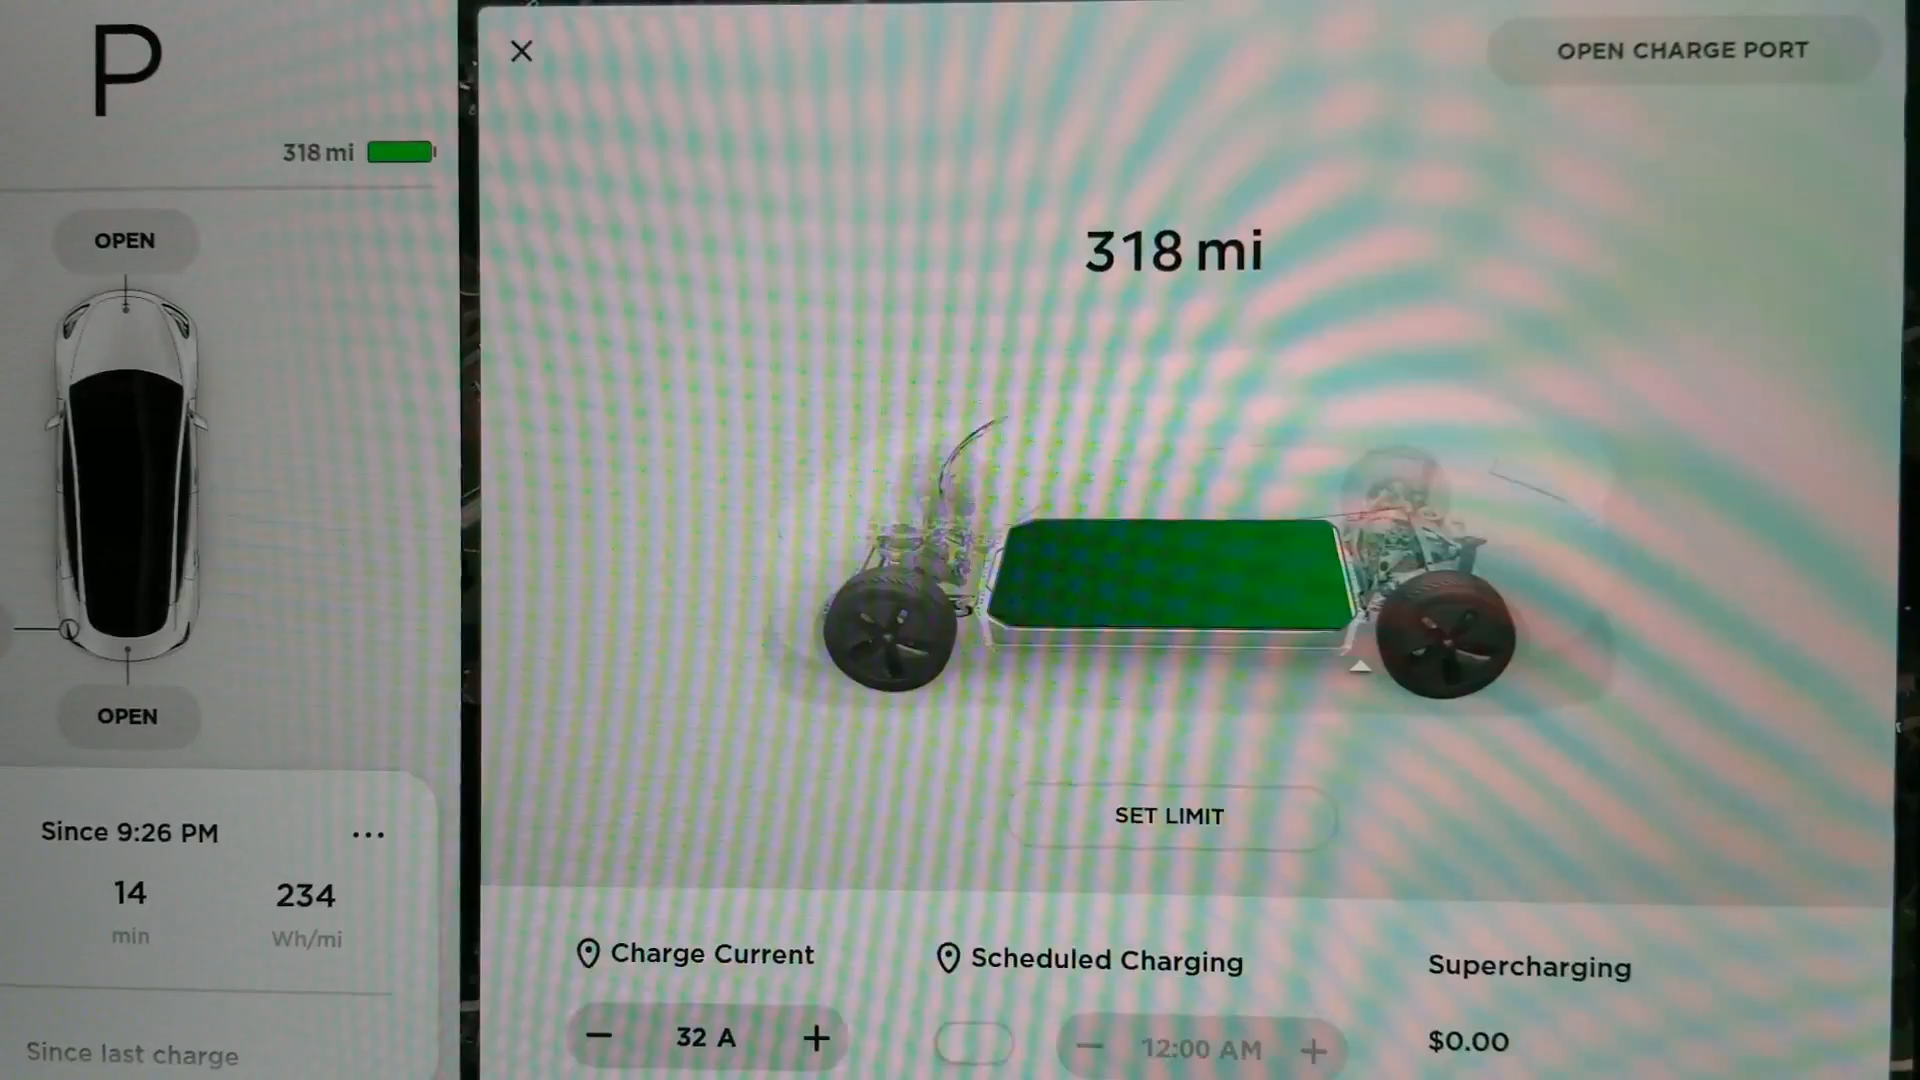 P
318 mi
OPEN
OPEN
Since 9:26 PM
...
14
min
234
Wh/mi
Since last charge
OPEN CHARGE PORT
318 mi
SET LIMIT
Charge Current
− 32 A +
Scheduled Charging
− 12:00 AM +
Supercharging
$0.00